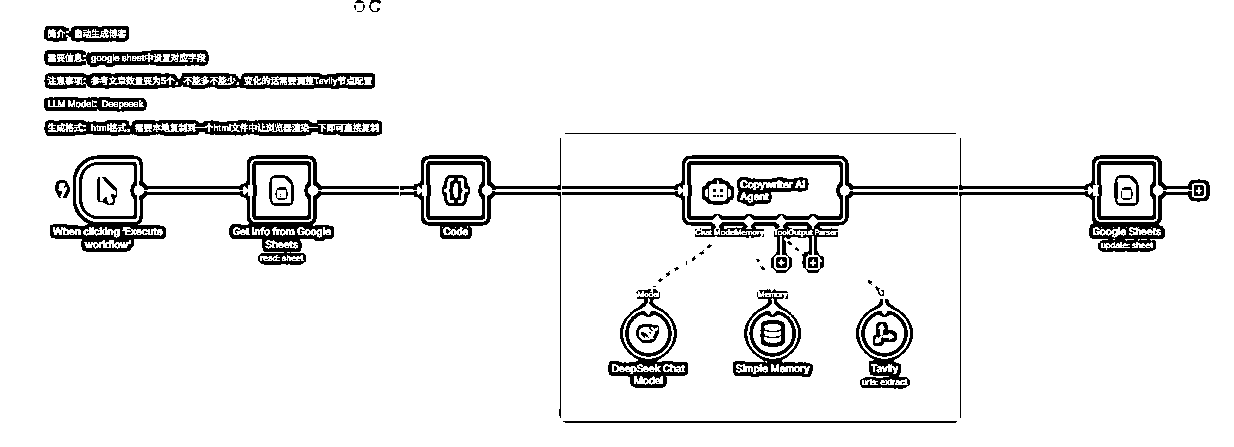 简介：自动生成博客
需要信息：google sheet中设置对应字段
注意事项：参考文章数量要为5个，不能多不能少，变化的话需要调整Tavily节点配置
LLM Model：Deepseek
生成格式：html格式，需要本地复制到一个html文件中让浏览器渲染一下即可直接复制
When clicking 'Execute
workflow'
Get info from Google
Sheets
read: sheet
Code
Copywriter AI
Agent
Chat Model
Memory
Tool
Output Parser
Google Sheets
update: sheet
Model
Memory
DeepSeek Chat
Model
Simple Memory
Tavily
urls: extract